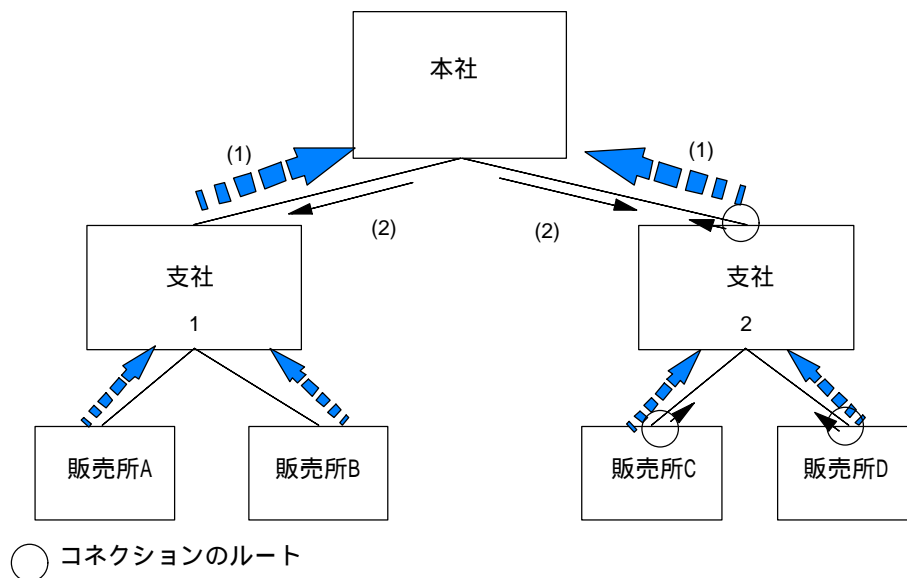 本社
(1)
(1)
(2)
(2)
支社
1
支社
2
販売所A
販売所B
販売所C
販売所D
コネクションのルート